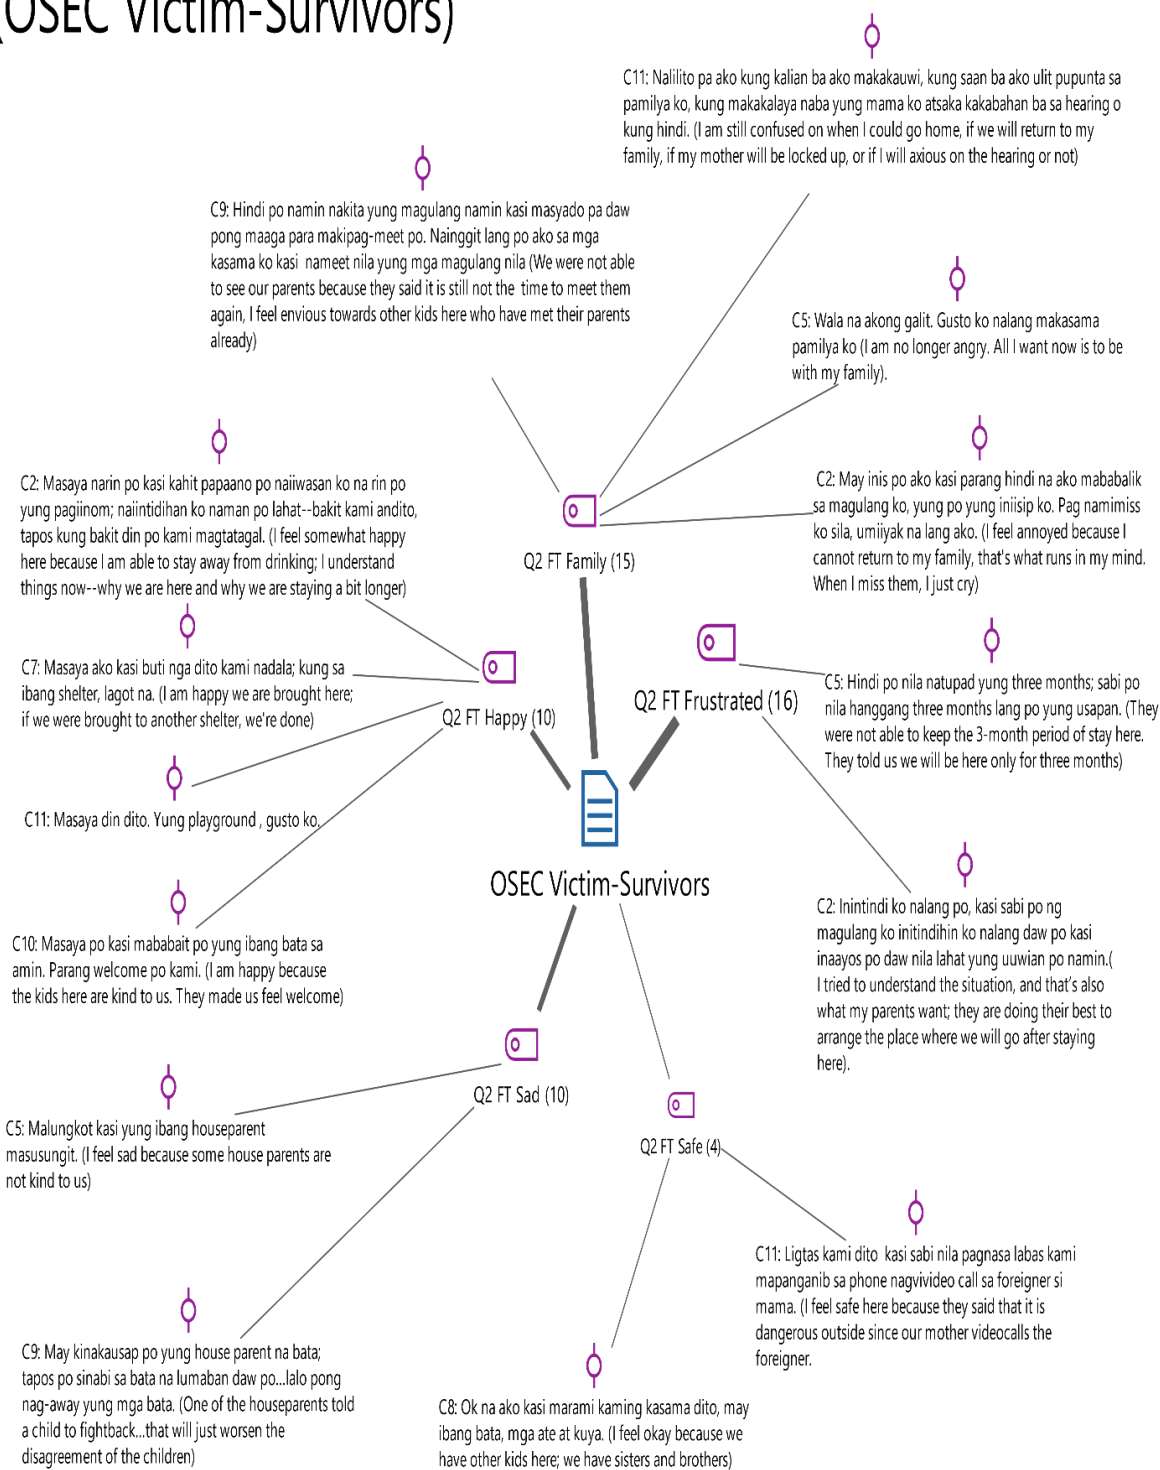 (OSEC Victim-Survivors)
C11: Nalilito pa ako kung kalian ba ako makakauwi, kung saan ba ako ulit pupunta sa
pamilya ko, kung makakalaya naba yung mama ko atsaka kakabahan ba sa hearing o
kung hindi. (I am still confused on when I could go home, if we will return to my
family, if my mother will be locked up, or if I will axious on the hearing or not)
C9: Hindi po namin nakita yung magulang namin kasi masyado pa daw
pong maaga para makipag-meet po. Nainggit lang po ako sa mga
kasama ko kasi nameet nila yung mga magulang nila (We were not able
to see our parents because they said it is still not the time to meet them
again, I feel envious towards other kids here who have met their parents
already)
C5: Wala na akong galit. Gusto ko nalang makasama
pamilya ko (I am no longer angry. All I want now is to be
with my family).
C2: Masaya narin po kasi kahit papaano po naiiwasan ko na rin po
yung pagiinom; naiintidihan ko naman po lahat--bakit kami andito,
tapos kung bakit din po kami magtatagal. (I feel somewhat happy
here because I am able to stay away from drinking; I understand
things now--why we are here and why we are staying a bit longer)
C2: May inis po ako kasi parang hindi na ako mababalik
sa magulang ko, yung po yung iniisip ko. Pag namimiss
ko sila, umiiyak na lang ako. (I feel annoyed because I
cannot return to my family, that's what runs in my mind.
When I miss them, I just cry)
Q2 FT Family (15)
C7: Masaya ako kasi buti nga dito kami nadala; kung sa
ibang shelter, lagot na. (I am happy we are brought here;
if we were brought to another shelter, we're done)
Q2 FT Happy (10)
Q2 FT Frustrated (16)
C5: Hindi po nila natupad yung three months; sabi po
nila hanggang three months lang po yung usapan. (They
were not able to keep the 3-month period of stay here.
They told us we will be here only for three months)
C11: Masaya din dito. Yung playground , gusto ko.
OSEC Victim-Survivors
C10: Masaya po kasi mababait po yung ibang bata sa
amin. Parang welcome po kami. (I am happy because
the kids here are kind to us. They made us feel welcome)
C2: Inintindi ko nalang po, kasi sabi po ng
magulang ko initindihin ko nalang daw po kasi
inaayos po daw nila lahat yung uuwian po namin.(
I tried to understand the situation, and that's also
what my parents want; they are doing their best to
arrange the place where we will go after staying
here).
Q2 FT Sad (10)
C5: Malungkot kasi yung ibang houseparent
masusungit. (I feel sad because some house parents are
not kind to us)
Q2 FT Safe (4)
C11: Ligtas kami dito kasi sabi nila pagnasa labas kami
mapanganib sa phone nagvivideo call sa foreigner si
mama. (I feel safe here because they said that it is
dangerous outside since our mother videocalls the
foreigner.
C9: May kinakausap po yung house parent na bata;
tapos po sinabi sa bata na lumaban daw po...lalo pong
nag-away yung mga bata. (One of the houseparents told
a child to fightback...that will just worsen the
disagreement of the children)
C8: Ok na ako kasi marami kaming kasama dito, may
ibang bata, mga ate at kuya. (I feel okay because we
have other kids here; we have sisters and brothers)